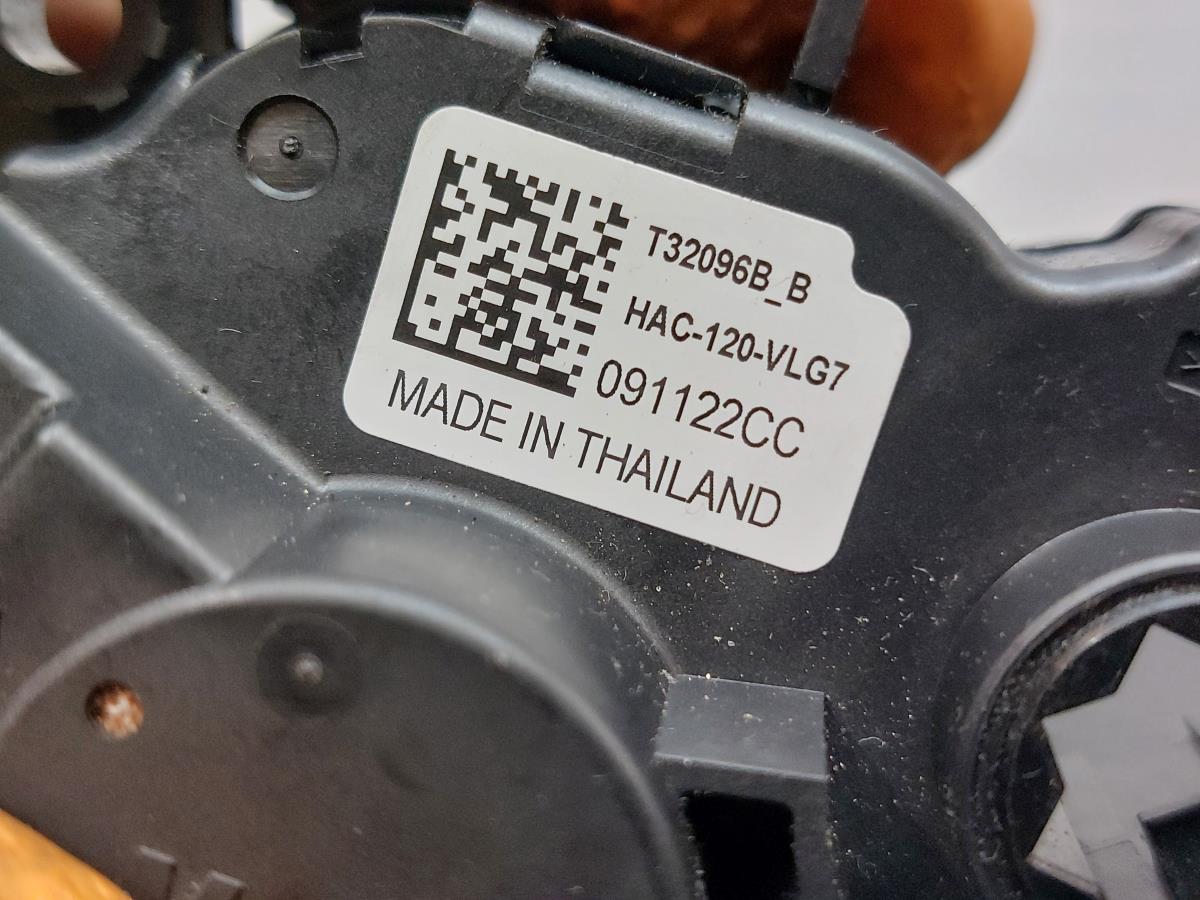 T32096B_B
HAC-120-VLG7
091122CC
MADE IN THAILAND